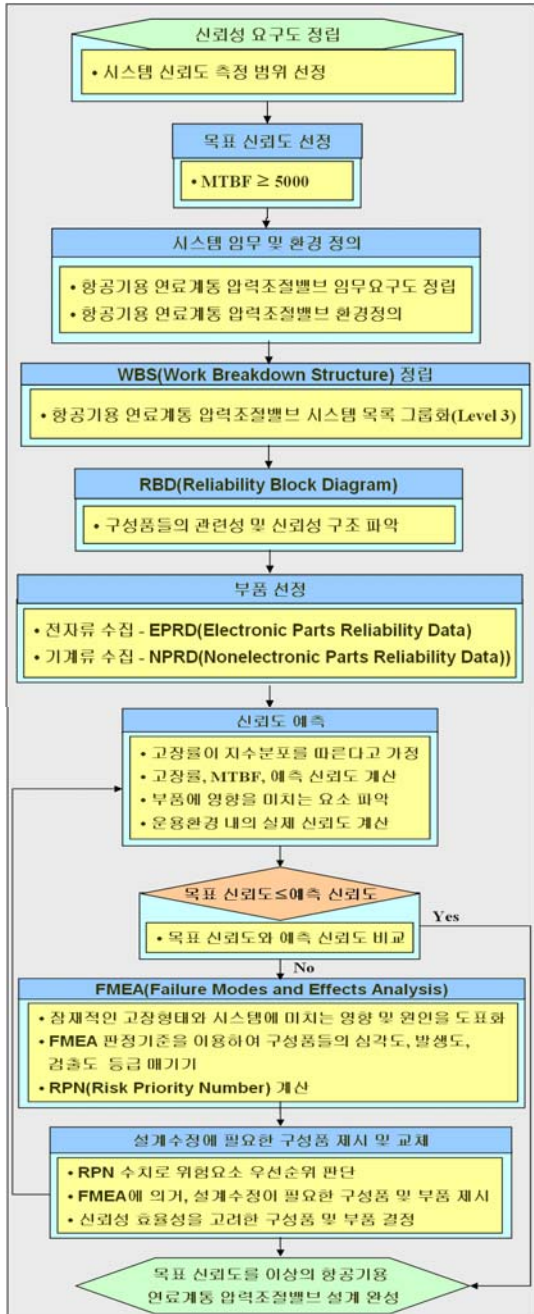 신뢰성 요구도 정립
• 시스템 신뢰도 측정 범위 선정
목표 신뢰도 선정
• MTBF ≥ 5000
시스템 임무 및 환경 정의
• 항공기용 연료계통 압력조절밸브 임무요구도 정립
• 항공기용 연료계통 압력조절밸브 환경정의
WBS(Work Breakdown Structure) 정립
• 항공기용 연료계통 압력조절밸브 시스템 목록 그룹화(Level 3)
RBD(Reliability Block Diagram)
• 구성품들의 관련성 및 신뢰성 구조 파악
부품 선정
• 전자류 수집 - EPRD(Electronic Parts Reliability Data)
• 기계류 수집 - NPRD(Nonelectronic Parts Reliability Data))
신뢰도 예측
• 고장률이 지수분포를 따른다고 가정
• 고장률, MTBF, 예측 신뢰도 계산
• 부품에 영향을 미치는 요소 파악
• 운용환경 내의 실제 신뢰도 계산
목표 신뢰도≤예측 신뢰도
Yes
• 목표 신뢰도와 예측 신뢰도 비교
No
FMEA(Failure Modes and Effects Analysis)
• 잠재적인 고장형태와 시스템에 미치는 영향 및 원인을 도표화
• FMEA 판정기준을 이용하여 구성품들의 심각도, 발생도,
검출도 등급 매기기
• RPN(Risk Priority Number) 계산
설계수정에 필요한 구성품 제시 및 교체
• RPN 수치로 위험요소 우선순위 판단
• FMEA에 의거, 설계수정이 필요한 구성품 및 부품 제시
• 신뢰성 효율성을 고려한 구성품 및 부품 결정
목표 신뢰도를 이상의 항공기용
연료계통 압력조절밸브 설계 완성